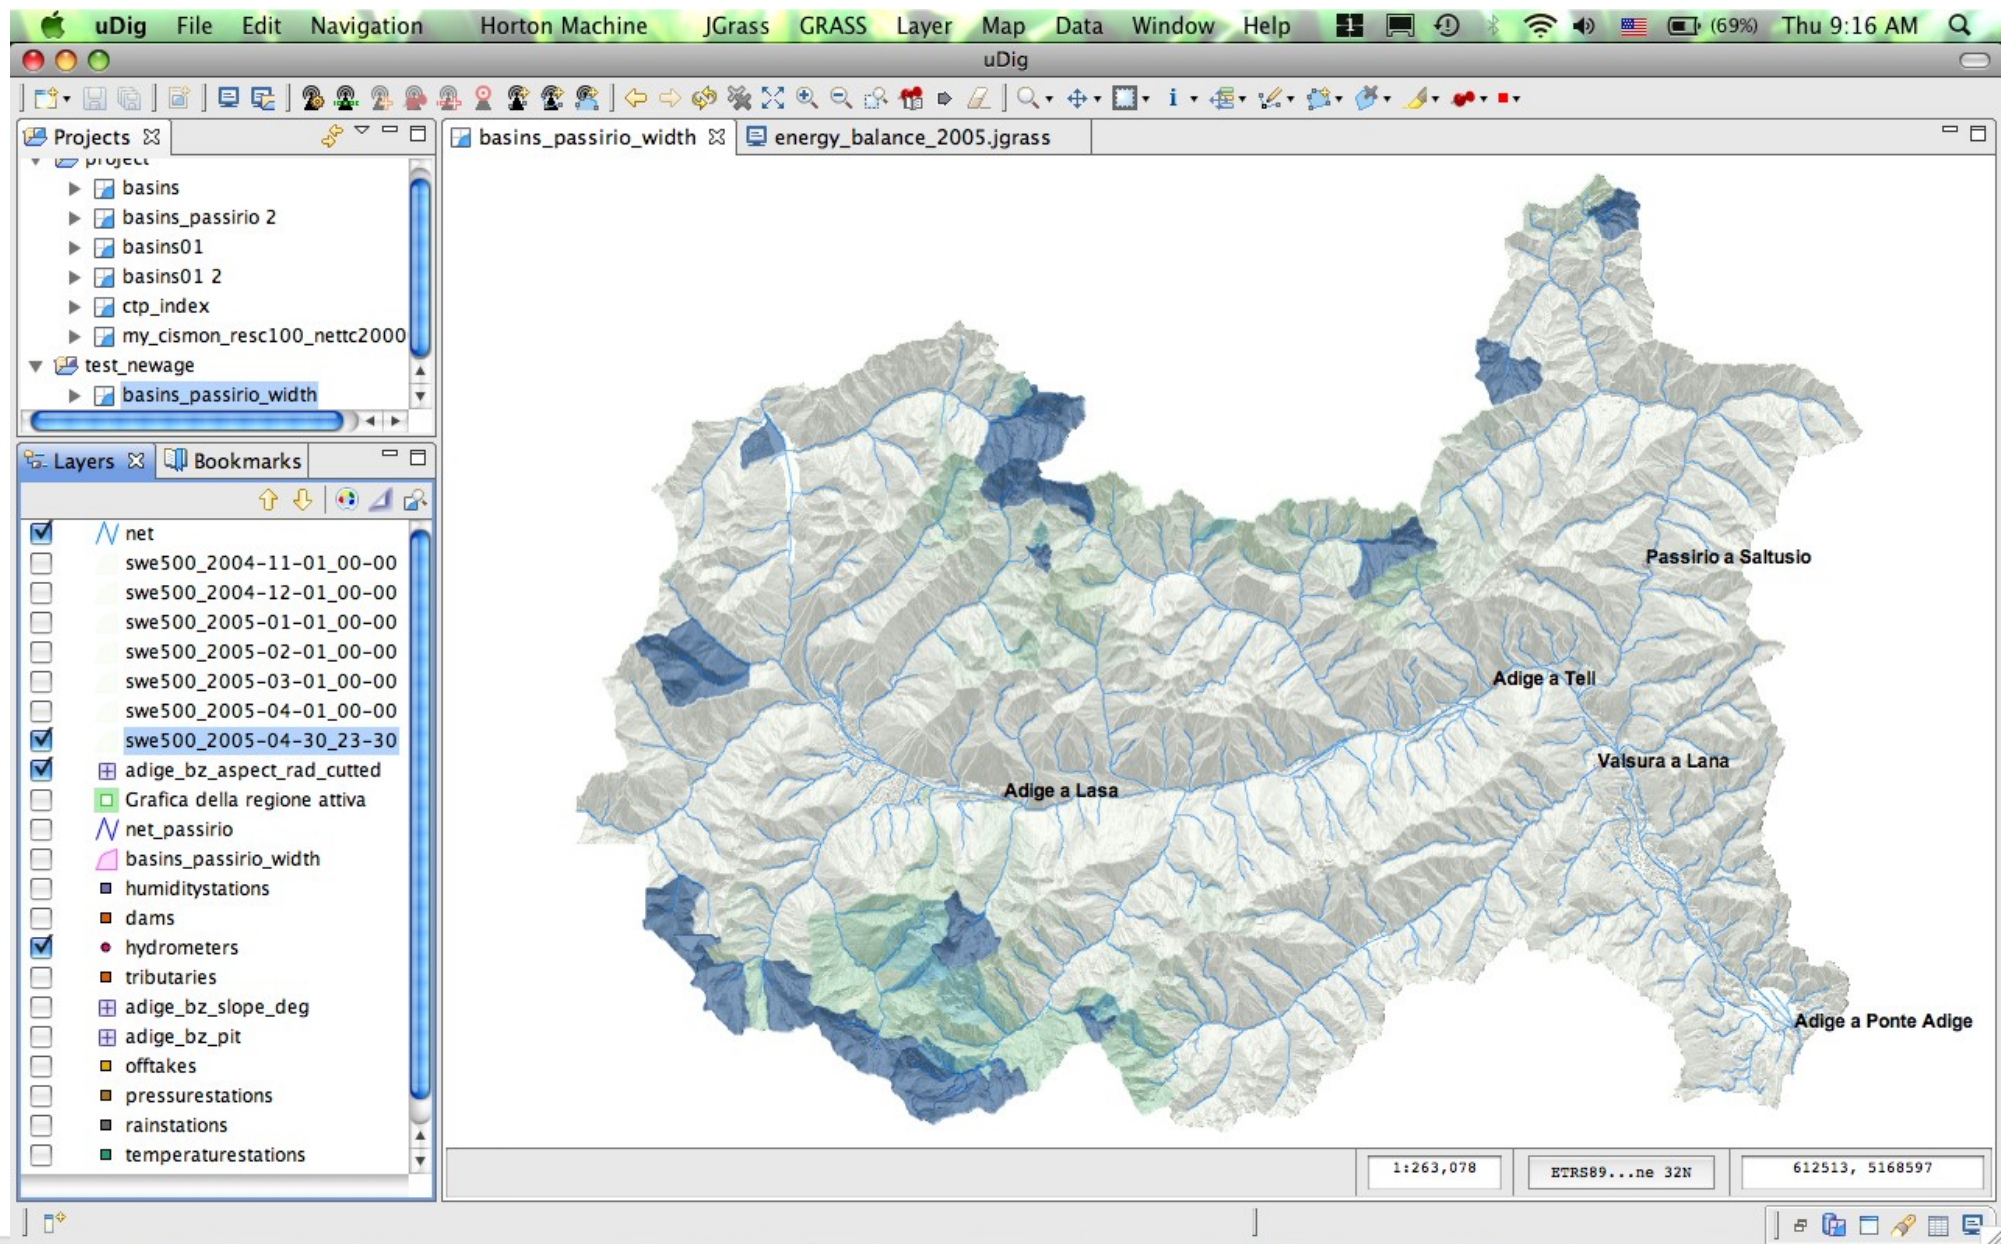 uDig File Edit Navigation Horton Machine JGrass GRASS Layer Map Data Window Help 1 (69%) Thu 9:16 AM
uDig
Projects
project
basins
basins_passirio 2
basins01
basins01 2
ctp_index
my_cismon_resc100_nettc2000
test_newage
basins_passirio_width
Layers Bookmarks
net
swe500_2004-11-01_00-00
swe500_2004-12-01_00-00
swe500_2005-01-01_00-00
swe500_2005-02-01_00-00
swe500_2005-03-01_00-00
swe500_2005-04-01_00-00
swe500_2005-04-30_23-30
adige_bz_aspect_rad_cutted
Grafica della regione attiva
net_passirio
basins_passirio_width
humiditystations
dams
hydrometers
tributaries
adige_bz_slope_deg
adige_bz_pit
offtakes
pressurestations
rainstations
temperaturestations
basins_passirio_width energy_balance_2005.jgrass
Passirio a Saltusio
Adige a Tell
Valsura a Lana
Adige a Lasa
Adige a Ponte Adige
1:263,078 ETRS89...ne 32N 612513, 5168597